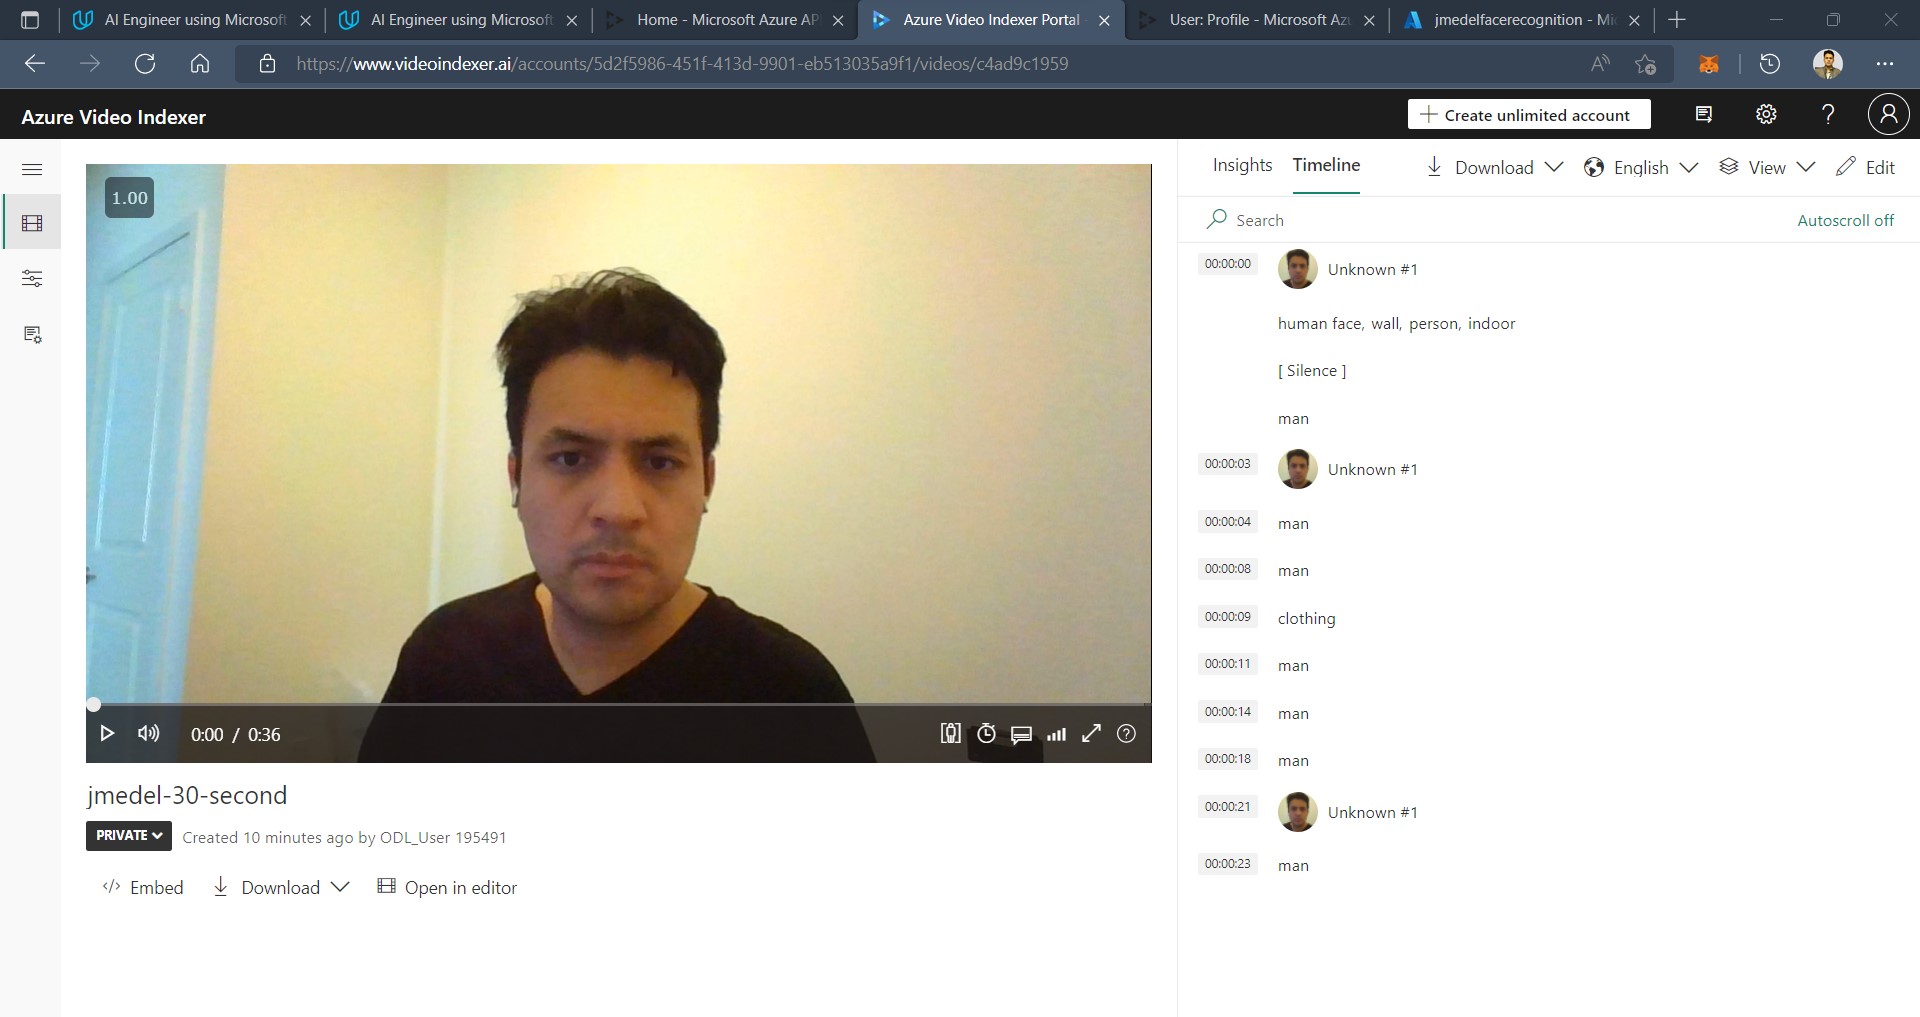 AI Engineer using Microsoft
AI Engineer using Microsoft
Home - Microsoft Azure AP
Azure Video Indexer Portal
User: Profile - Microsoft Azu
jmedelfacerecognition - Mi
https://www.videoindexer.ai/accounts/5d2f5986-451f-413d-9901-eb513035a9f1/videos/c4ad9c1959
Azure Video Indexer
Create unlimited account
1.00
0:00 / 0:36
jmedel-30-second
PRIVATE
Created 10 minutes ago by ODL_User 195491
Embed
Download
Open in editor
Insights
Timeline
Download
English
View
Edit
Search
Autoscroll off
00:00:00
Unknown #1
human face, wall, person, indoor
[ Silence ]
man
00:00:03
Unknown #1
00:00:04
man
00:00:08
man
00:00:09
clothing
00:00:11
man
00:00:14
man
00:00:18
man
00:00:21
Unknown #1
00:00:23
man